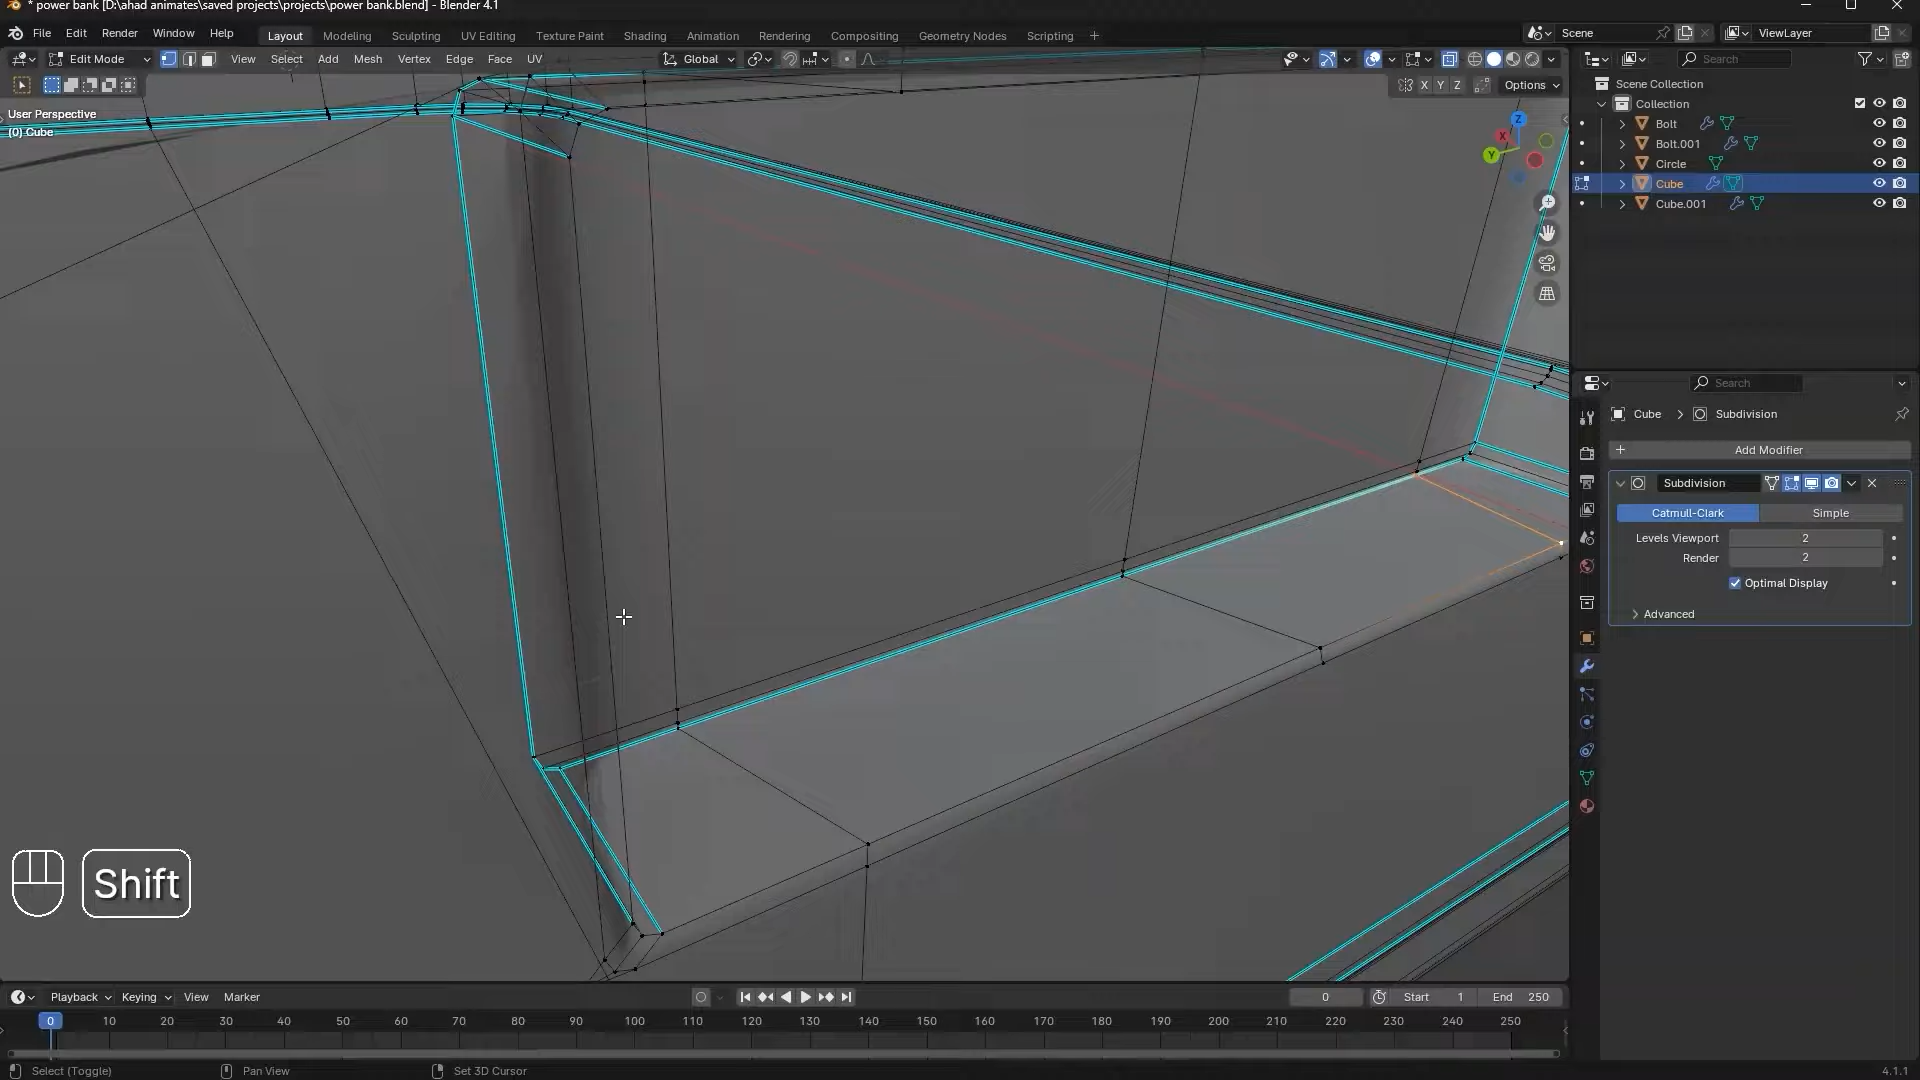 * power bank [D:\ahad animates\saved projects\projects\power bank.blend] - Blender 4.1
File Edit Render Window Help Layout Modeling Sculpting UV Editing Texture Paint Shading Animation Rendering Compositing Geometry Nodes Scripting + Scene ViewLayer
Edit Mode View Select Add Mesh Vertex Edge Face UV Global Search
X Y Z Options
User Perspective
(0) Cube
Scene Collection
Collection
Bolt
Bolt.001
Circle
Cube
Cube.001
Z
X
Y
Search
Cube > Subdivision
+ Add Modifier
Subdivision
Catmull-Clark Simple
Levels Viewport 2
Render 2
Optimal Display
Advanced
Shift
Playback Keying View Marker 0 Start 1 End 250
0 10 20 30 40 50 60 70 80 90 100 110 120 130 140 150 160 170 180 190 200 210 220 230 240 250
Select (Toggle) Pan View Set 3D Cursor 4.1.1